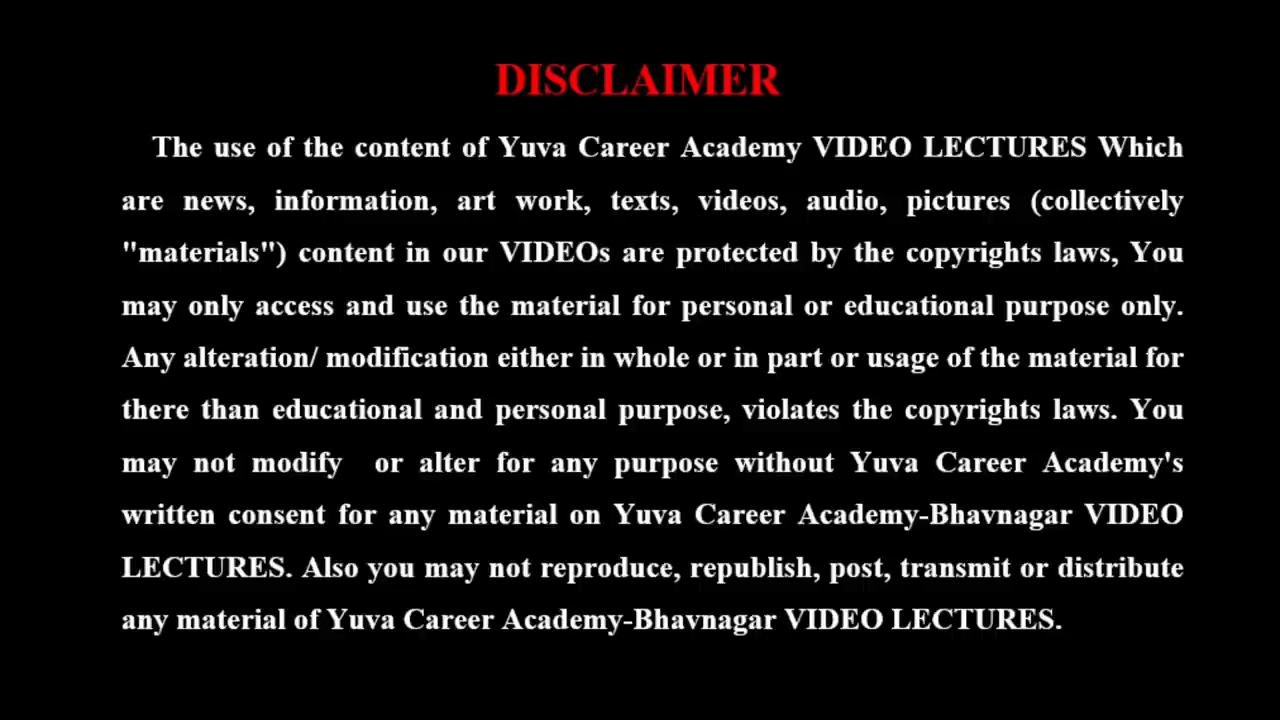 DISCLAIMER
The use of the content of Yuva Career Academy VIDEO LECTURES Which
are news, information, art work, texts, videos, audio, pictures (collectively
"materials") content in our VIDEOs are protected by the copyrights laws, You
may only access and use the material for personal or educational purpose only.
Any alteration/ modification either in whole or in part or usage of the material for
there than educational and personal purpose, violates the copyrights laws. You
may not modify or alter for any purpose without Yuva Career Academy's
written consent for any material on Yuva Career Academy-Bhavnagar VIDEO
LECTURES. Also you may not reproduce, republish, post, transmit or distribute
any material of Yuva Career Academy-Bhavnagar VIDEO LECTURES.